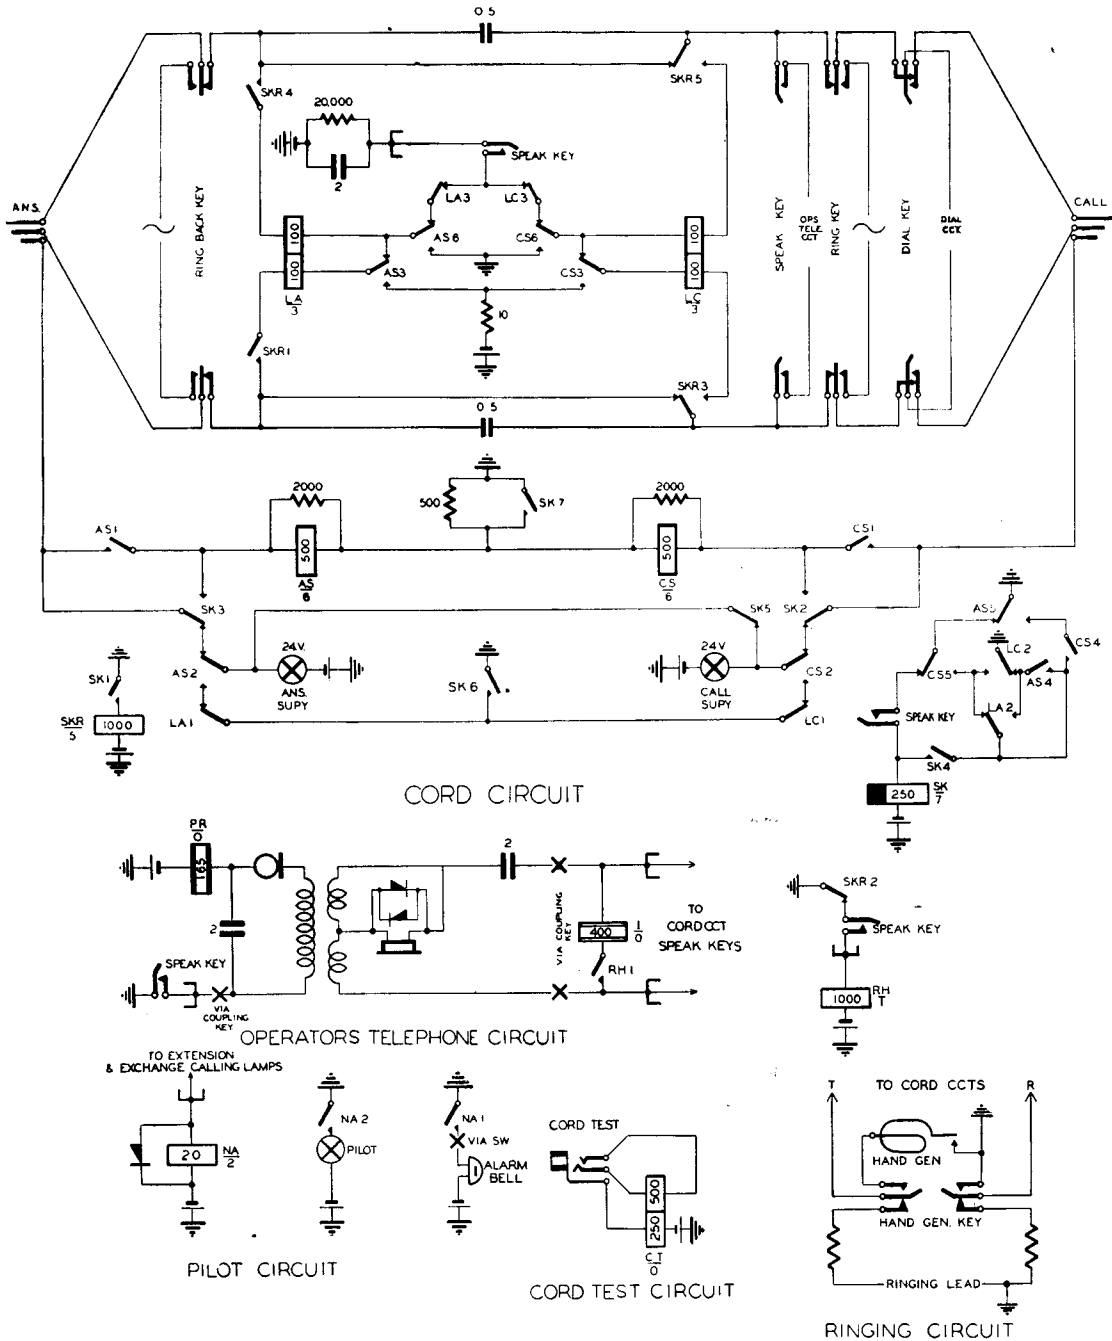 0 5
SKR 5
SKR 4
20,000
2
SPEAK KEY
LA3
LC3
ANS.
RING BACK KEY
100
100
LA
3
AS6
CS6
AS3
CS3
100
100
LC
3
SPEAK KEY
OPS
TELE
CCT
RING KEY
DIAL KEY
DIAL
CCT.
CALL
10
SKR1
SKR3
0 5
2000
500
SK7
2000
AS1
500
AS
6
500
CS
6
CS1
SK3
SK5
SK2
AS5
LC2
CS4
24V.
ANS.
SUPY
AS2
SK6
24V
CALL
SUPY
CS2
CS5
AS4
SK1
SKR
5
1000
LA1
LC1
SPEAK KEY
LA2
SK4
250
SK
7
CORD CIRCUIT
PR
0
165
2
2
VIA COUPLING
KEY
400
I
0
RH1
TO
CORD CCT
SPEAK KEYS
SPEAK KEY
VIA
COUPLING
KEY
OPERATORS TELEPHONE CIRCUIT
SKR 2
SPEAK KEY
1000
RH
T
TO EXTENSION
& EXCHANGE CALLING LAMPS
20
NA
2
NA2
PILOT
NA1
VIA SW
ALARM
BELL
PILOT CIRCUIT
CORD TEST
500
250
CT
0
CORD TEST CIRCUIT
T
TO CORD CCTS
R
HAND GEN
HAND GEN. KEY
RINGING LEAD
RINGING CIRCUIT